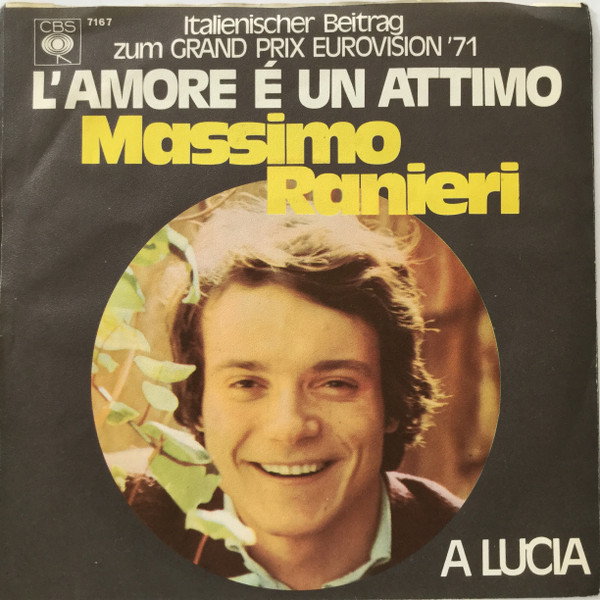 CBS 7167
Italienischer Beitrag
zum GRAND PRIX EUROVISION '71
L'AMORE É UN ATTIMO
Massimo
Ranieri
A LUCIA